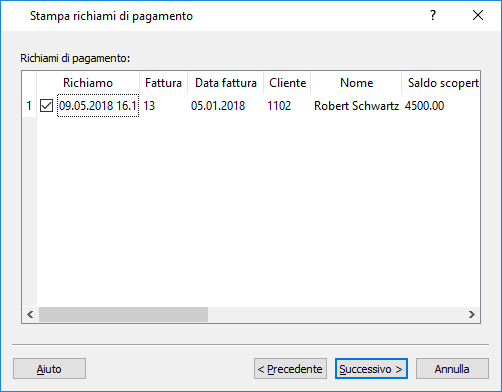 Stampa richiami di pagamento ?
Richiami di pagamento:
Richiamo Fattura Data fattura Cliente Nome Saldo scopert
1 09.05.2018 16.1 13 05.01.2018 1102 Robert Schwartz 4500.00
Aiuto < Precedente Successivo > Annulla